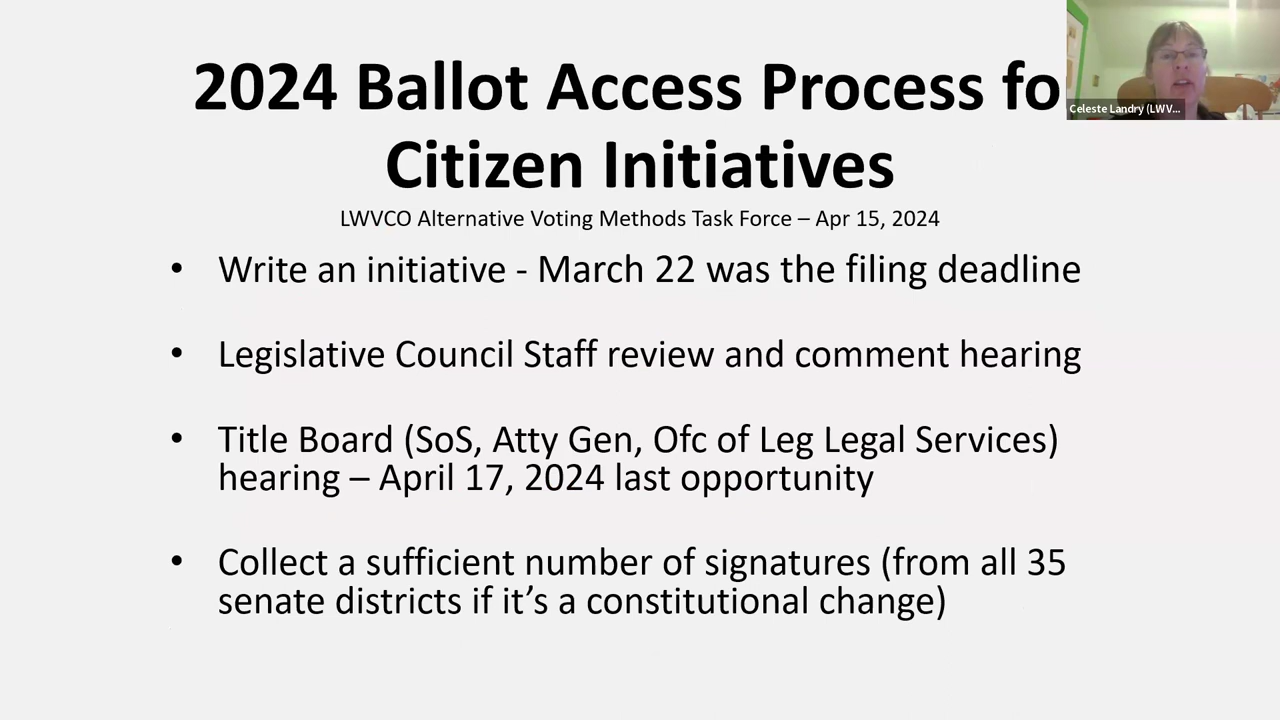 2024 Ballot Access Process fo
Citizen Initiatives
LWVCO Alternative Voting Methods Task Force – Apr 15, 2024
• Write an initiative - March 22 was the filing deadline
• Legislative Council Staff review and comment hearing
• Title Board (SoS, Atty Gen, Ofc of Leg Legal Services)
hearing – April 17, 2024 last opportunity
• Collect a sufficient number of signatures (from all 35
senate districts if it’s a constitutional change)
Celeste Landry (LWV...